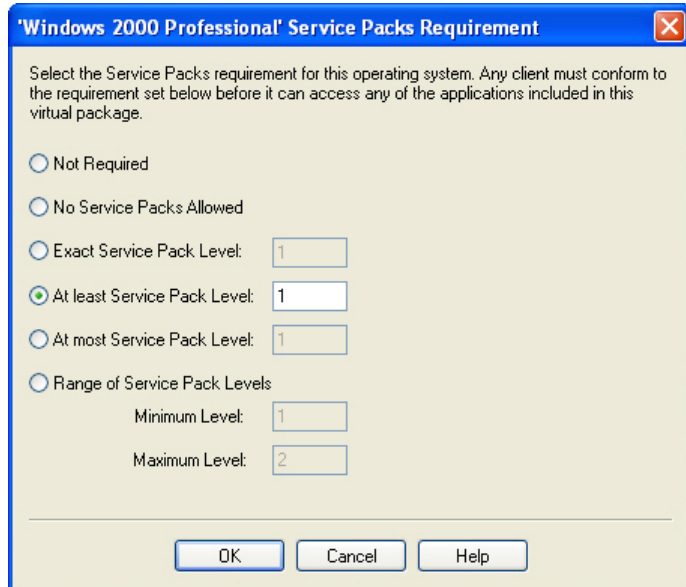 'Windows 2000 Professional' Service Packs Requirement
Select the Service Packs requirement for this operating system. Any client must conform to
the requirement set below before it can access any of the applications included in this
virtual package.
Not Required
No Service Packs Allowed
Exact Service Pack Level: 1
At least Service Pack Level: 1
At most Service Pack Level: 1
Range of Service Pack Levels
Minimum Level: 1
Maximum Level: 2
OK Cancel Help